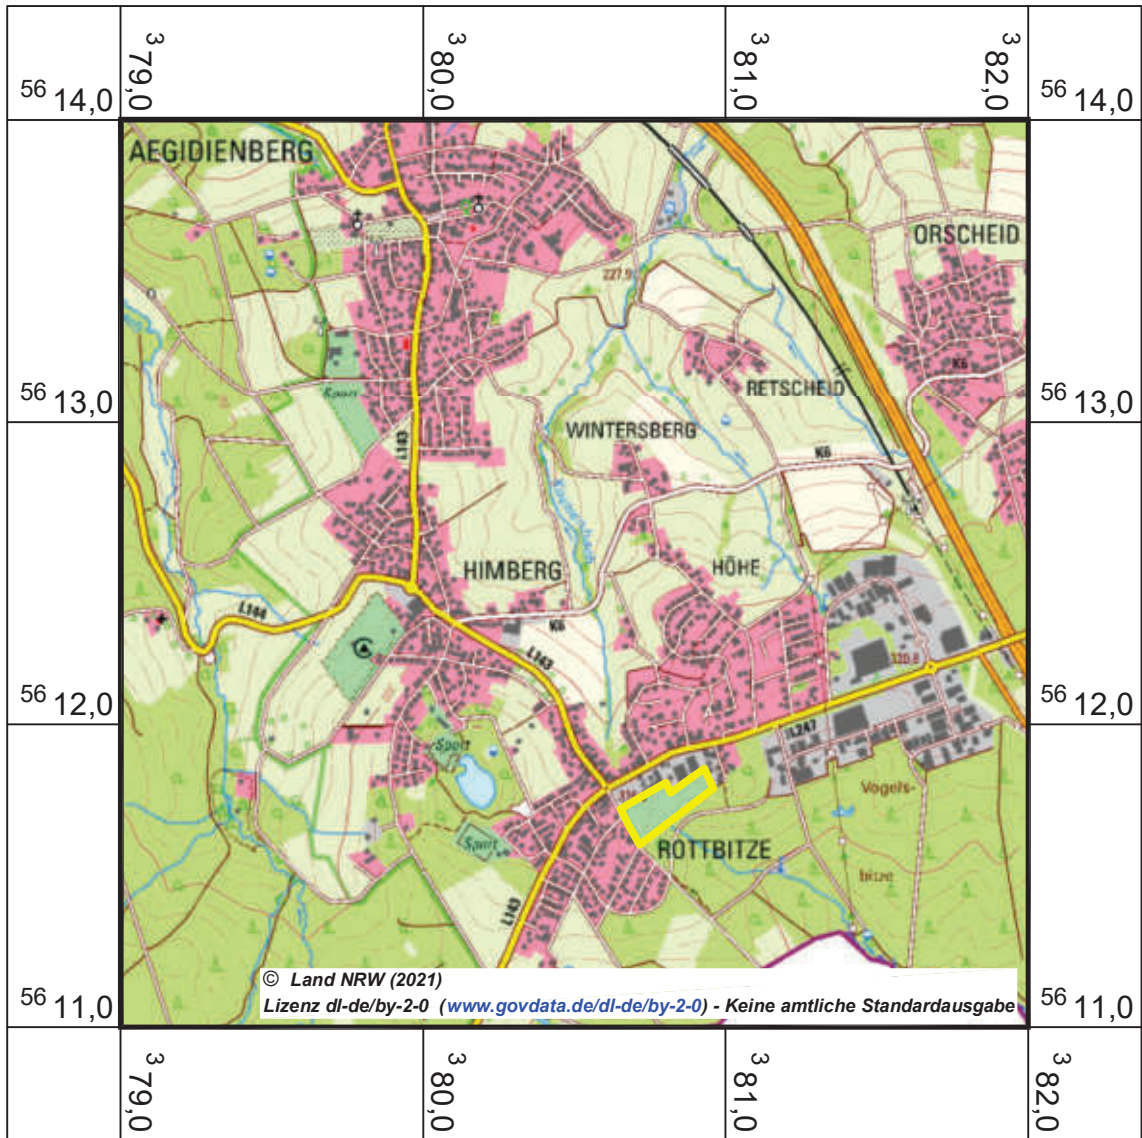 3 79,0
3 80,0
3 81,0
3 82,0
56 14,0
56 14,0
AEGIDIENBERG
ORSCHEID
227.9
K6
RETSCHEID
Sport
56 13,0
56 13,0
WINTERSBERG
L143
K6
HIMBERG
HÖHE
L144
K6
L143
320.8
56 12,0
56 12,0
L247
Sport
Vogels-
Sport
ROTTBITZE
bitze
L143
© Land NRW (2021)
Lizenz dl-de/by-2-0 (www.govdata.de/dl-de/by-2-0) - Keine amtliche Standardausgabe
56 11,0
56 11,0
3 79,0
3 80,0
3 81,0
3 82,0